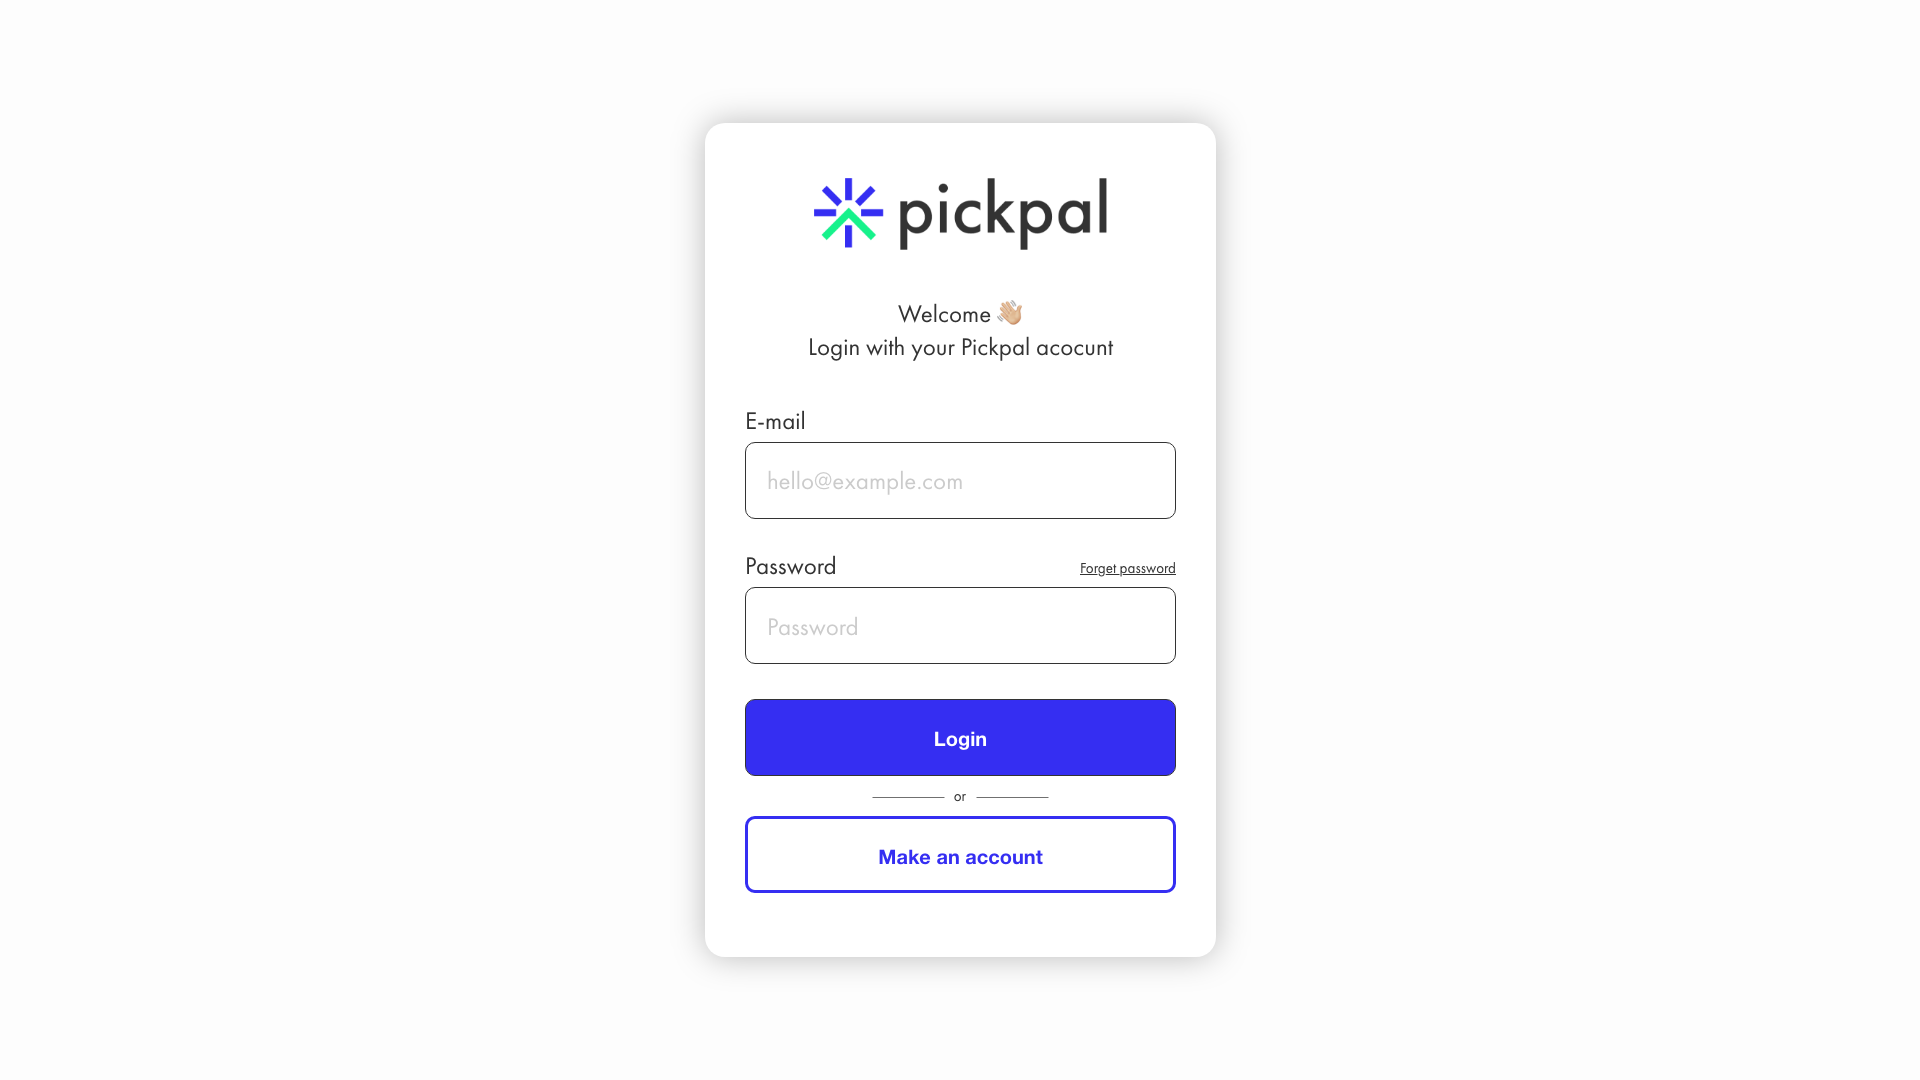 pickpal
Welcome 👋🏼
Login with your Pickpal acocunt
E-mail
hello@example.com
Password
Forget password
Password
Login
or
Make an account